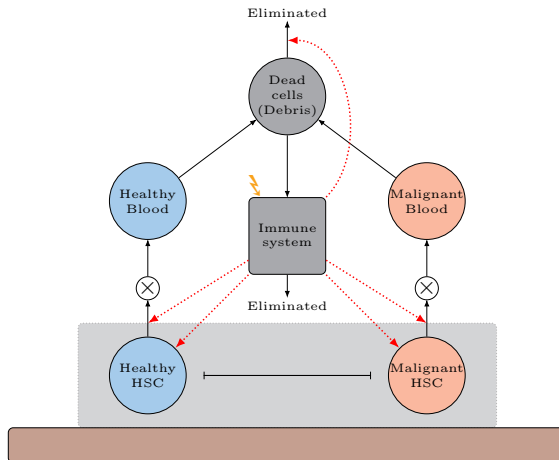 Eliminated
Dead
cells
(Debris)
Healthy
Blood
Malignant
Blood
Immune
system
Eliminated
Healthy
HSC
Malignant
HSC